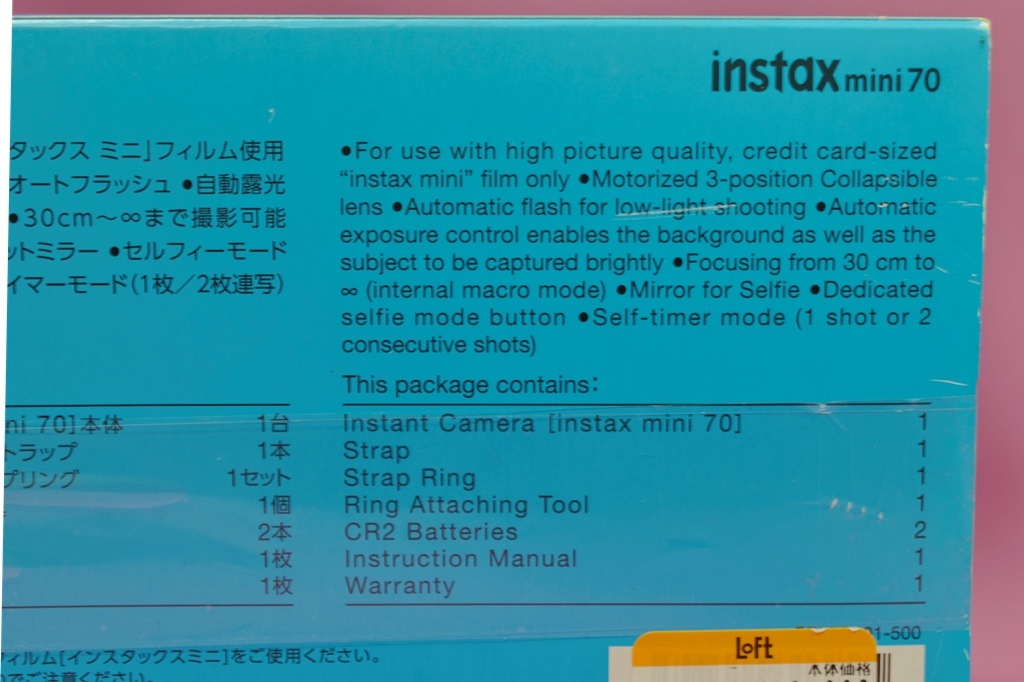 instax mini 70
タックス ミニ」フィルム使用
オートフラッシュ ●自動露光
●30cm～∞まで撮影可能
ットミラー ●セルフィーモード
イマーモード(1枚／2枚連写)
●For use with high picture quality, credit card-sized
“instax mini” film only ●Motorized 3-position Collapsible
lens ●Automatic flash for low-light shooting ●Automatic
exposure control enables the background as well as the
subject to be captured brightly ●Focusing from 30 cm to
∞ (internal macro mode) ●Mirror for Selfie ●Dedicated
selfie mode button ●Self-timer mode (1 shot or 2
consecutive shots)
This package contains:
ni 70]本体 1台
トラップ 1本
プリング 1セット
1個
2本
1枚
1枚
Instant Camera [instax mini 70] 1
Strap 1
Strap Ring 1
Ring Attaching Tool 1
CR2 Batteries 2
Instruction Manual 1
Warranty 1
1-500
フィルム[インスタックスミニ]をご使用ください。
でご注意ください。
LoFt
本体価格